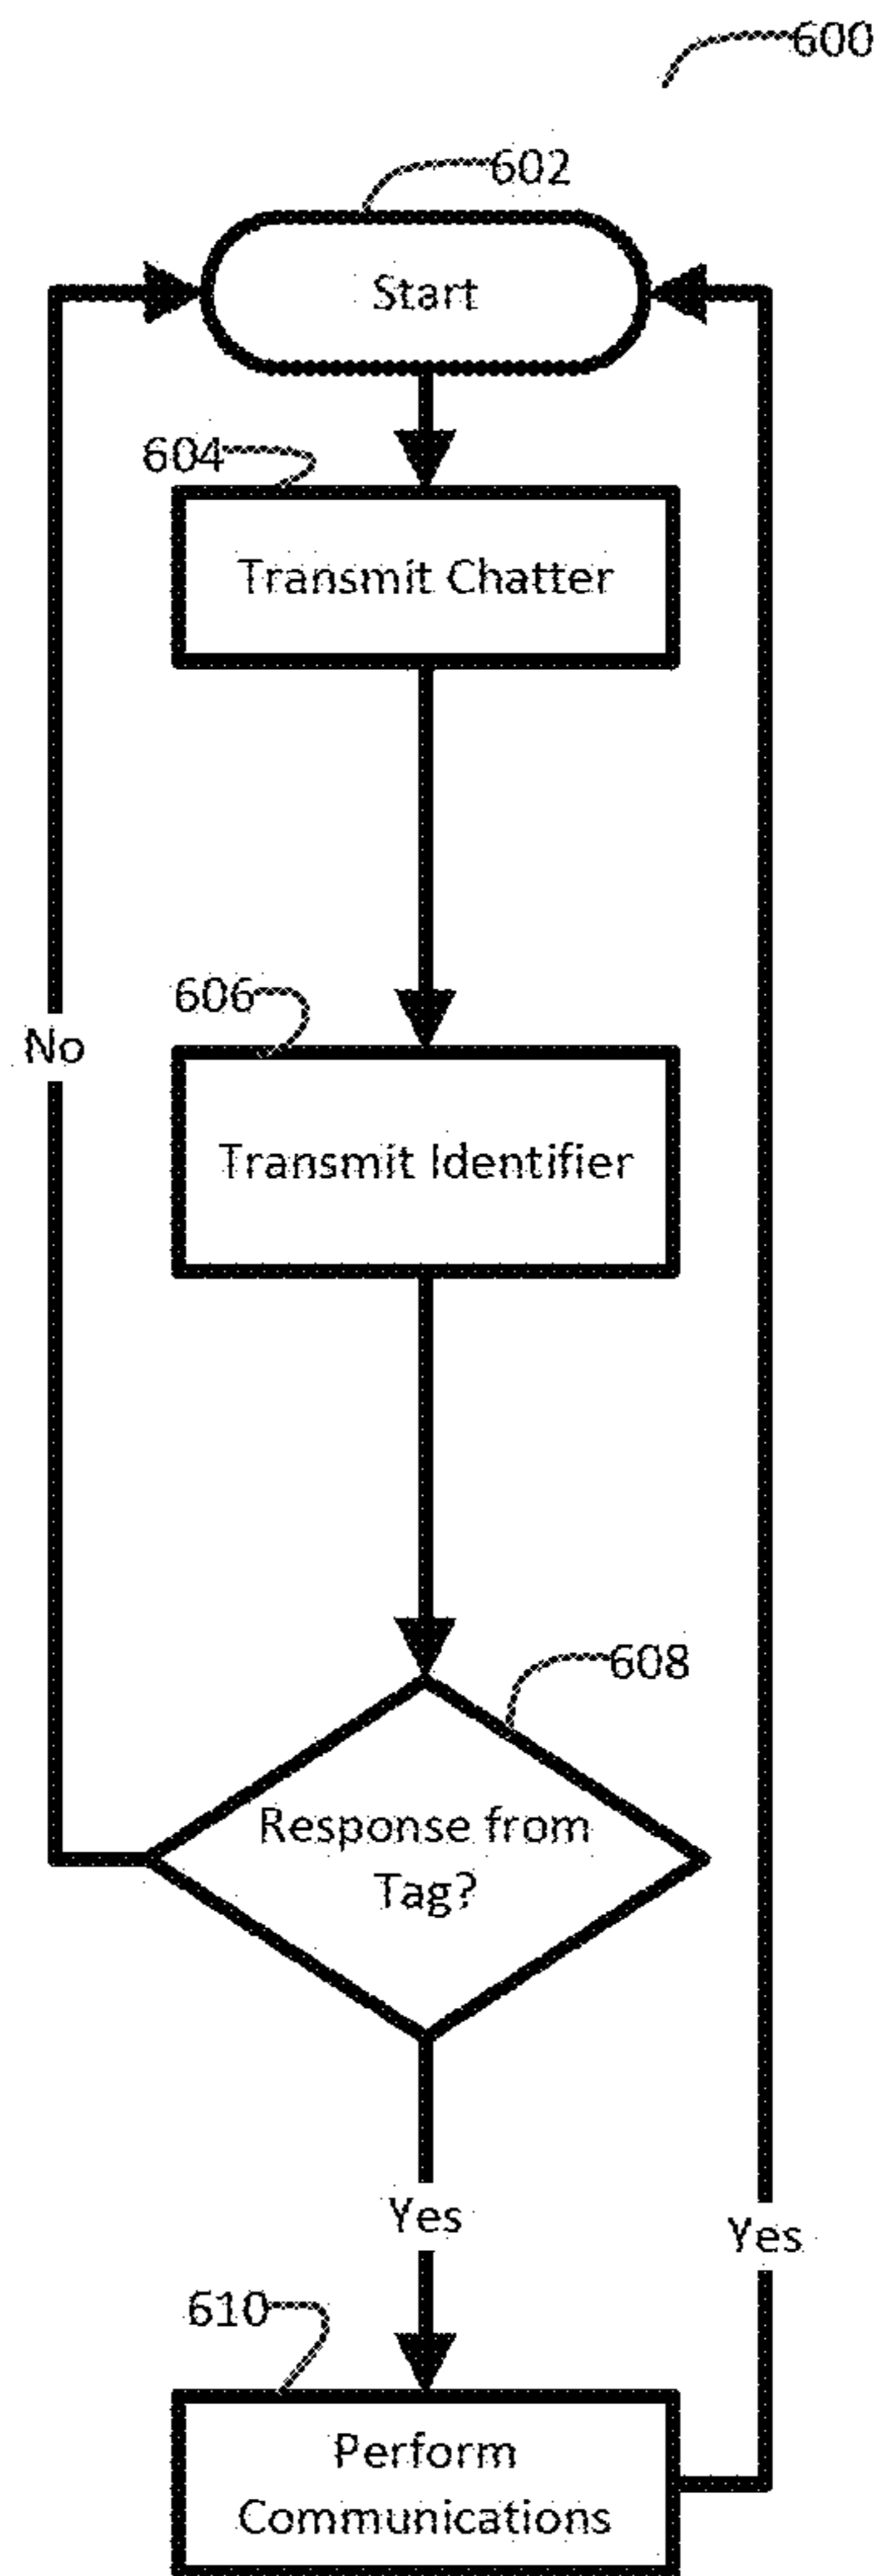 600
602
Start
604
Transmit Chatter
606
No
Transmit Identifier
608
Response from
Tag?
Yes
Yes
610
Perform
Communications